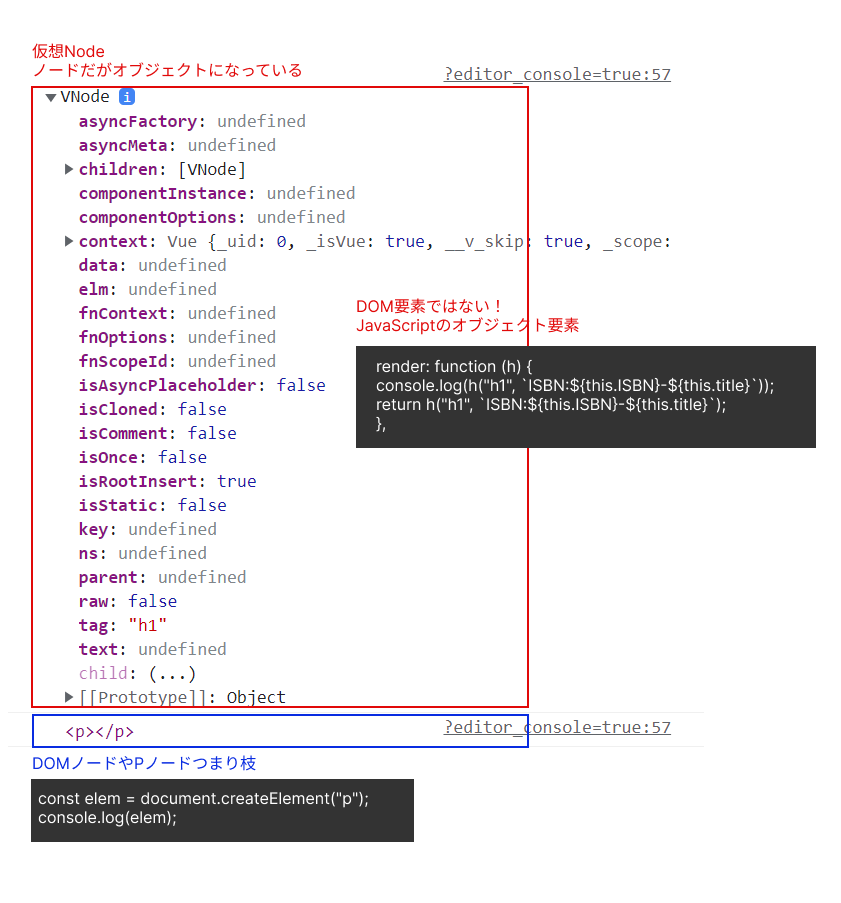 仮想Node
ノードだがオブジェクトになっている
?editor_console=true:57
▼VNode i
asyncFactory: undefined
asyncMeta: undefined
▶children: [VNode]
componentInstance: undefined
componentOptions: undefined
▶context: Vue {_uid: 0, _isVue: true, __v_skip: true, _scope:
data: undefined
elm: undefined
fnContext: undefined
fnOptions: undefined
fnScopeId: undefined
isAsyncPlaceholder: false
isCloned: false
isComment: false
isOnce: false
isRootInsert: true
isStatic: false
key: undefined
ns: undefined
parent: undefined
raw: false
tag: "h1"
text: undefined
child: (...)
▶[[Prototype]]: Object
DOM要素ではない！
JavaScriptのオブジェクト要素
render: function (h) {
console.log(h("h1", `ISBN:${this.ISBN}-${this.title}`));
return h("h1", `ISBN:${this.ISBN}-${this.title}`);
},
<p></p>
?editor_console=true:57
DOMノードやPノードつまり枝
const elem = document.createElement("p");
console.log(elem);